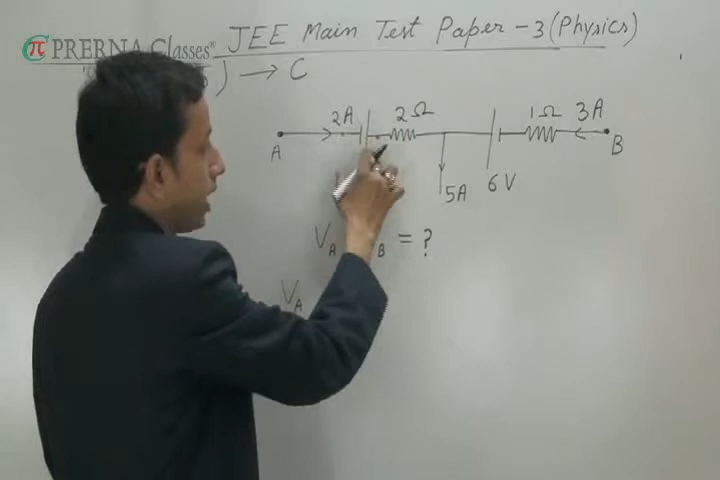 PRERNA Classes® JEE Main Test Paper - 3 (Physics)
) → C
2A 2Ω 1Ω 3A
A B
5A 6V
V_A B = ?
V_A